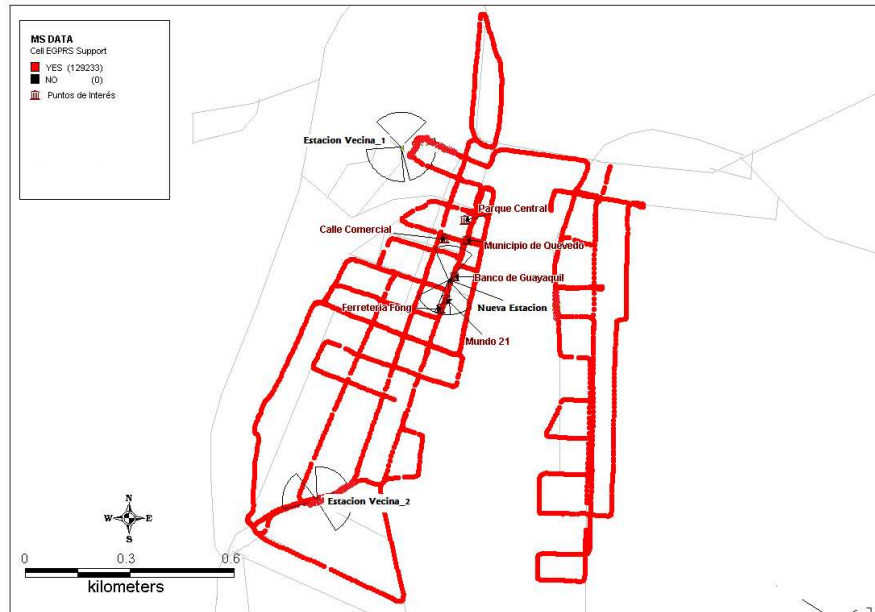 MS DATA
Cell EGPRS Support
YES (129233)
NO (0)
Puntos de Interés
Estacion Vecina_1
Parque Central
Calle Comercial
Municipio de Quevedo
Banco de Guayaquil
Ferreteria Fong
Nueva Estacion
Mundo 21
Estacion Vecina_2
N
W E
S
0 0.3 0.6
kilometers